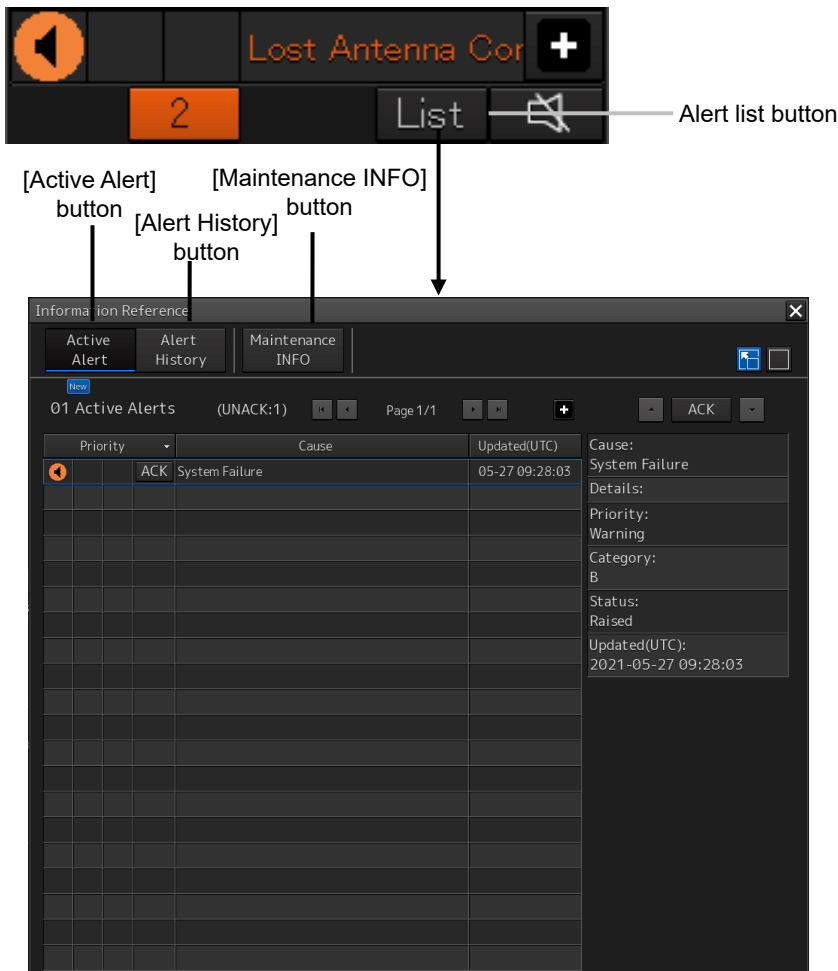 Lost Antenna Cor
2
List
Alert list button
[Active Alert]
button
[Alert History]
button
[Maintenance INFO]
button
Information Reference
Active
Alert
Alert
History
Maintenance
INFO
New
01 Active Alerts
(UNACK:1)
Page 1/1
ACK
Priority
Cause
Updated(UTC)
ACK
System Failure
05-27 09:28:03
Cause:
System Failure
Details:
Priority:
Warning
Category:
B
Status:
Raised
Updated(UTC):
2021-05-27 09:28:03